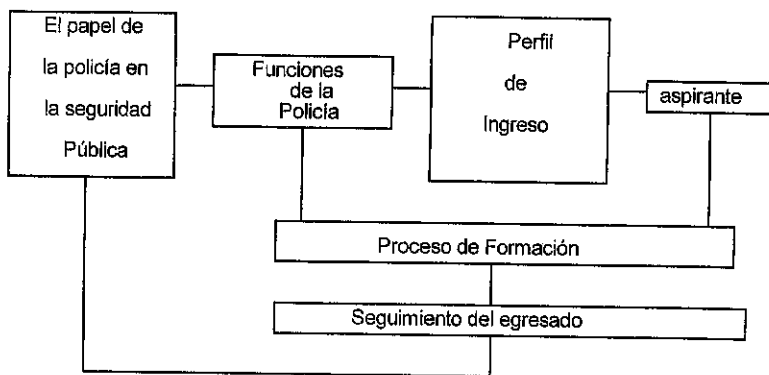 El papel de
la policía en
la seguridad
Pública
Funciones
de la
Policía
Perfil
de
Ingreso
aspirante
Proceso de Formación
Seguimiento del egresado